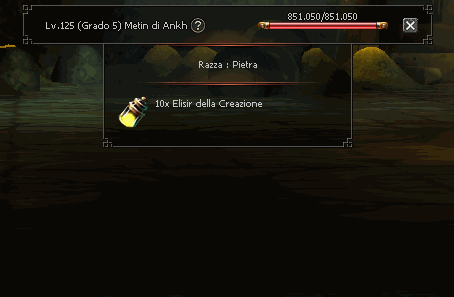 851.050/851.050
Lv.125 (Grado 5) Metin di Ankh ?
Razza : Pietra
10x Elisir della Creazione